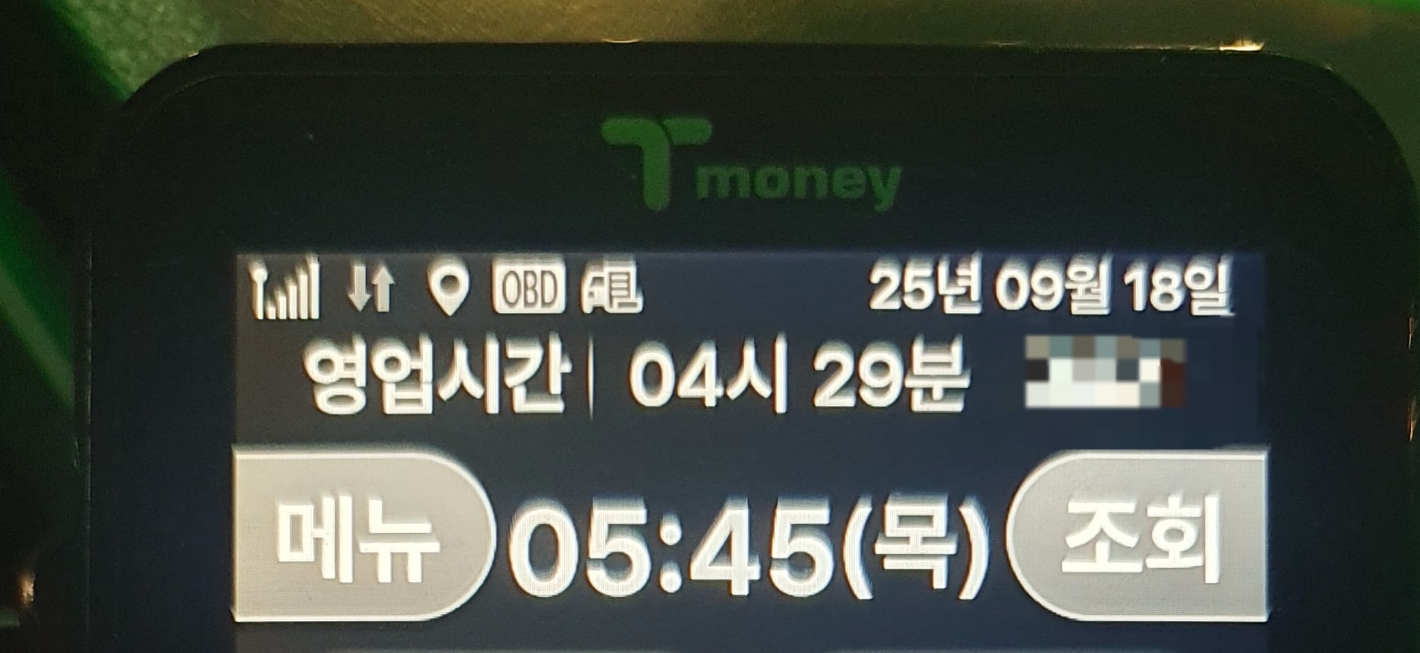 Tmoney
OBD 25년 09월 18일
영업시간 04시 29분
메뉴 05:45(목) 조회